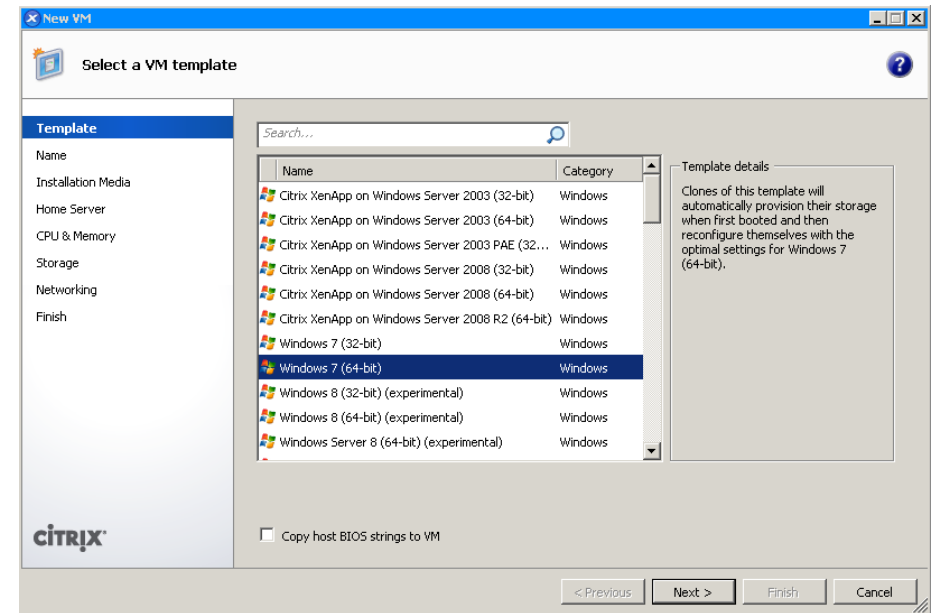 New VM
Select a VM template
?
Template
Name
Installation Media
Home Server
CPU & Memory
Storage
Networking
Finish
CİTRIX
Search...
Name Category
Citrix XenApp on Windows Server 2003 (32-bit) Windows
Citrix XenApp on Windows Server 2003 (64-bit) Windows
Citrix XenApp on Windows Server 2003 PAE (32... Windows
Citrix XenApp on Windows Server 2008 (32-bit) Windows
Citrix XenApp on Windows Server 2008 (64-bit) Windows
Citrix XenApp on Windows Server 2008 R2 (64-bit) Windows
Windows 7 (32-bit) Windows
Windows 7 (64-bit) Windows
Windows 8 (32-bit) (experimental) Windows
Windows 8 (64-bit) (experimental) Windows
Windows Server 8 (64-bit) (experimental) Windows
Template details
Clones of this template will
automatically provision their storage
when first booted and then
reconfigure themselves with the
optimal settings for Windows 7
(64-bit).
Copy host BIOS strings to VM
< Previous Next > Finish Cancel